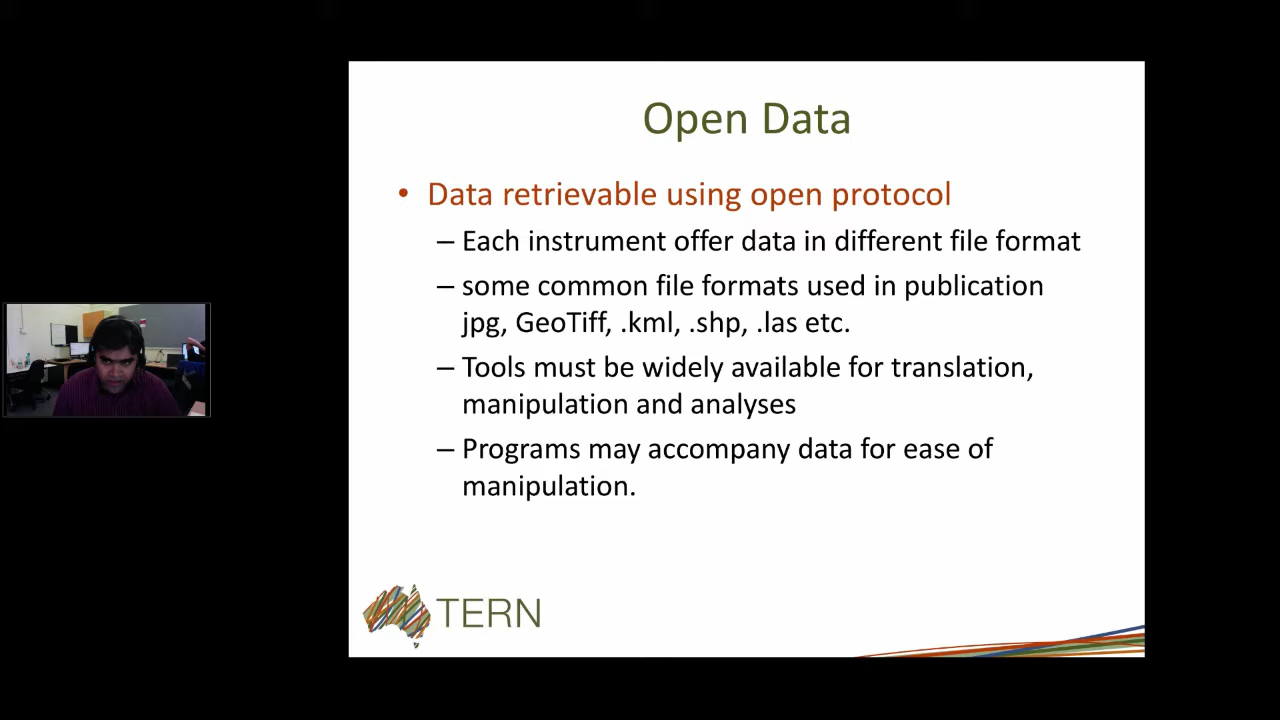 Open Data
• Data retrievable using open protocol
– Each instrument offer data in different file format
– some common file formats used in publication
jpg, GeoTiff, .kml, .shp, .las etc.
– Tools must be widely available for translation,
manipulation and analyses
– Programs may accompany data for ease of
manipulation.
TERN